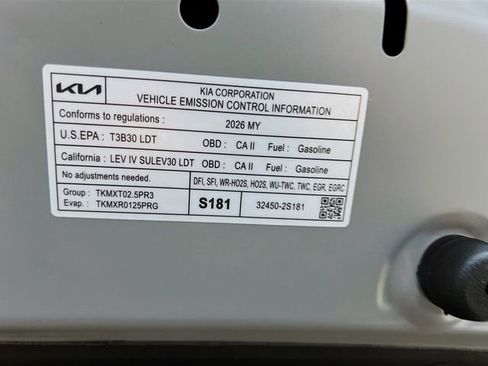 KIA
KIA CORPORATION
VEHICLE EMISSION CONTROL INFORMATION
Conforms to regulations : 2026 MY
U.S.EPA : T3B30 LDT OBD : CA II Fuel : Gasoline
California : LEV IV SULEV30 LDT OBD : CA II Fuel : Gasoline
No adjustments needed.
DFI, SFI, WR-HO2S, HO2S, WU-TWC, TWC, EGR, EGRC
Group : TKMXT02.5PR3
Evap. : TKMXR0125PRG
S181
32450-2S181